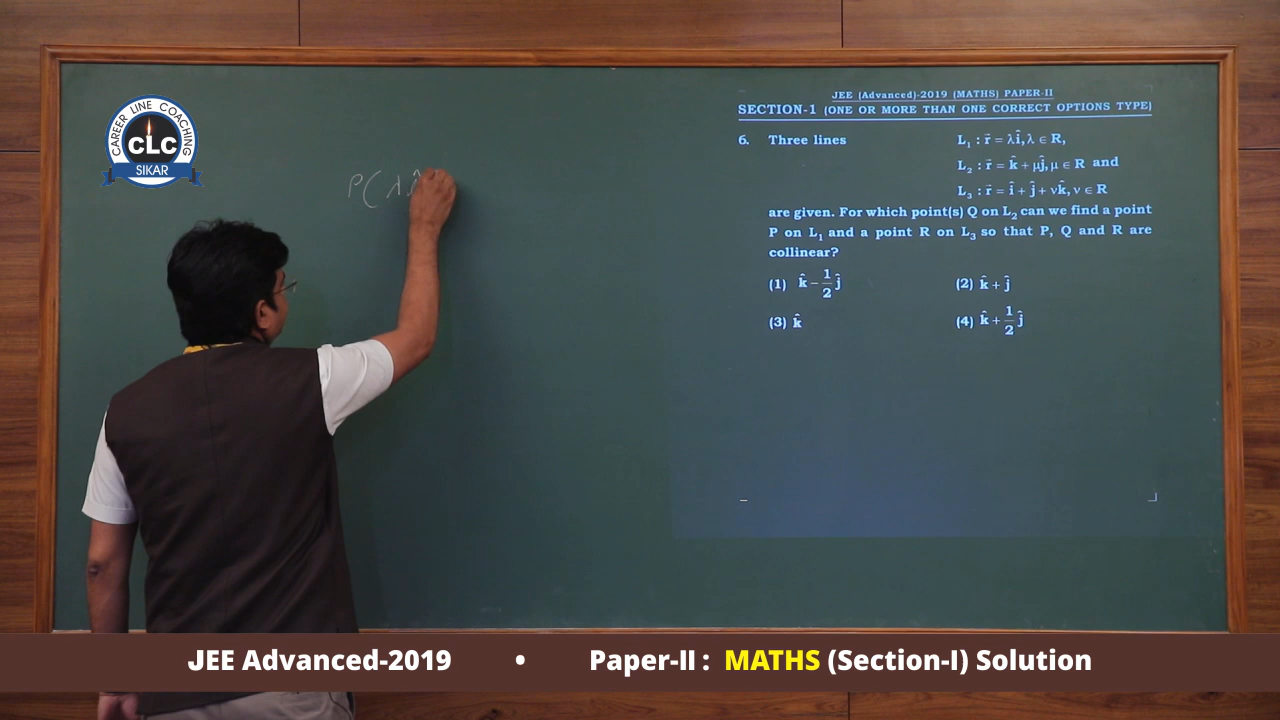 CAREER LINE COACHING
CLC
SIKAR
P(λî
JEE (Advanced)-2019 (MATHS) PAPER-II
SECTION-1 (ONE OR MORE THAN ONE CORRECT OPTIONS TYPE)
6. Three lines L₁ : r⃗ = λî, λ ∈ R,
L₂ : r⃗ = k̂ + μĵ, μ ∈ R and
L₃ : r⃗ = î + ĵ + νk̂, ν ∈ R
are given. For which point(s) Q on L₂ can we find a point
P on L₁ and a point R on L₃ so that P, Q and R are
collinear?
(1) k̂ − 1/2 ĵ (2) k̂ + ĵ
(3) k̂ (4) k̂ + 1/2 ĵ
JEE Advanced-2019 • Paper-II : MATHS (Section-I) Solution